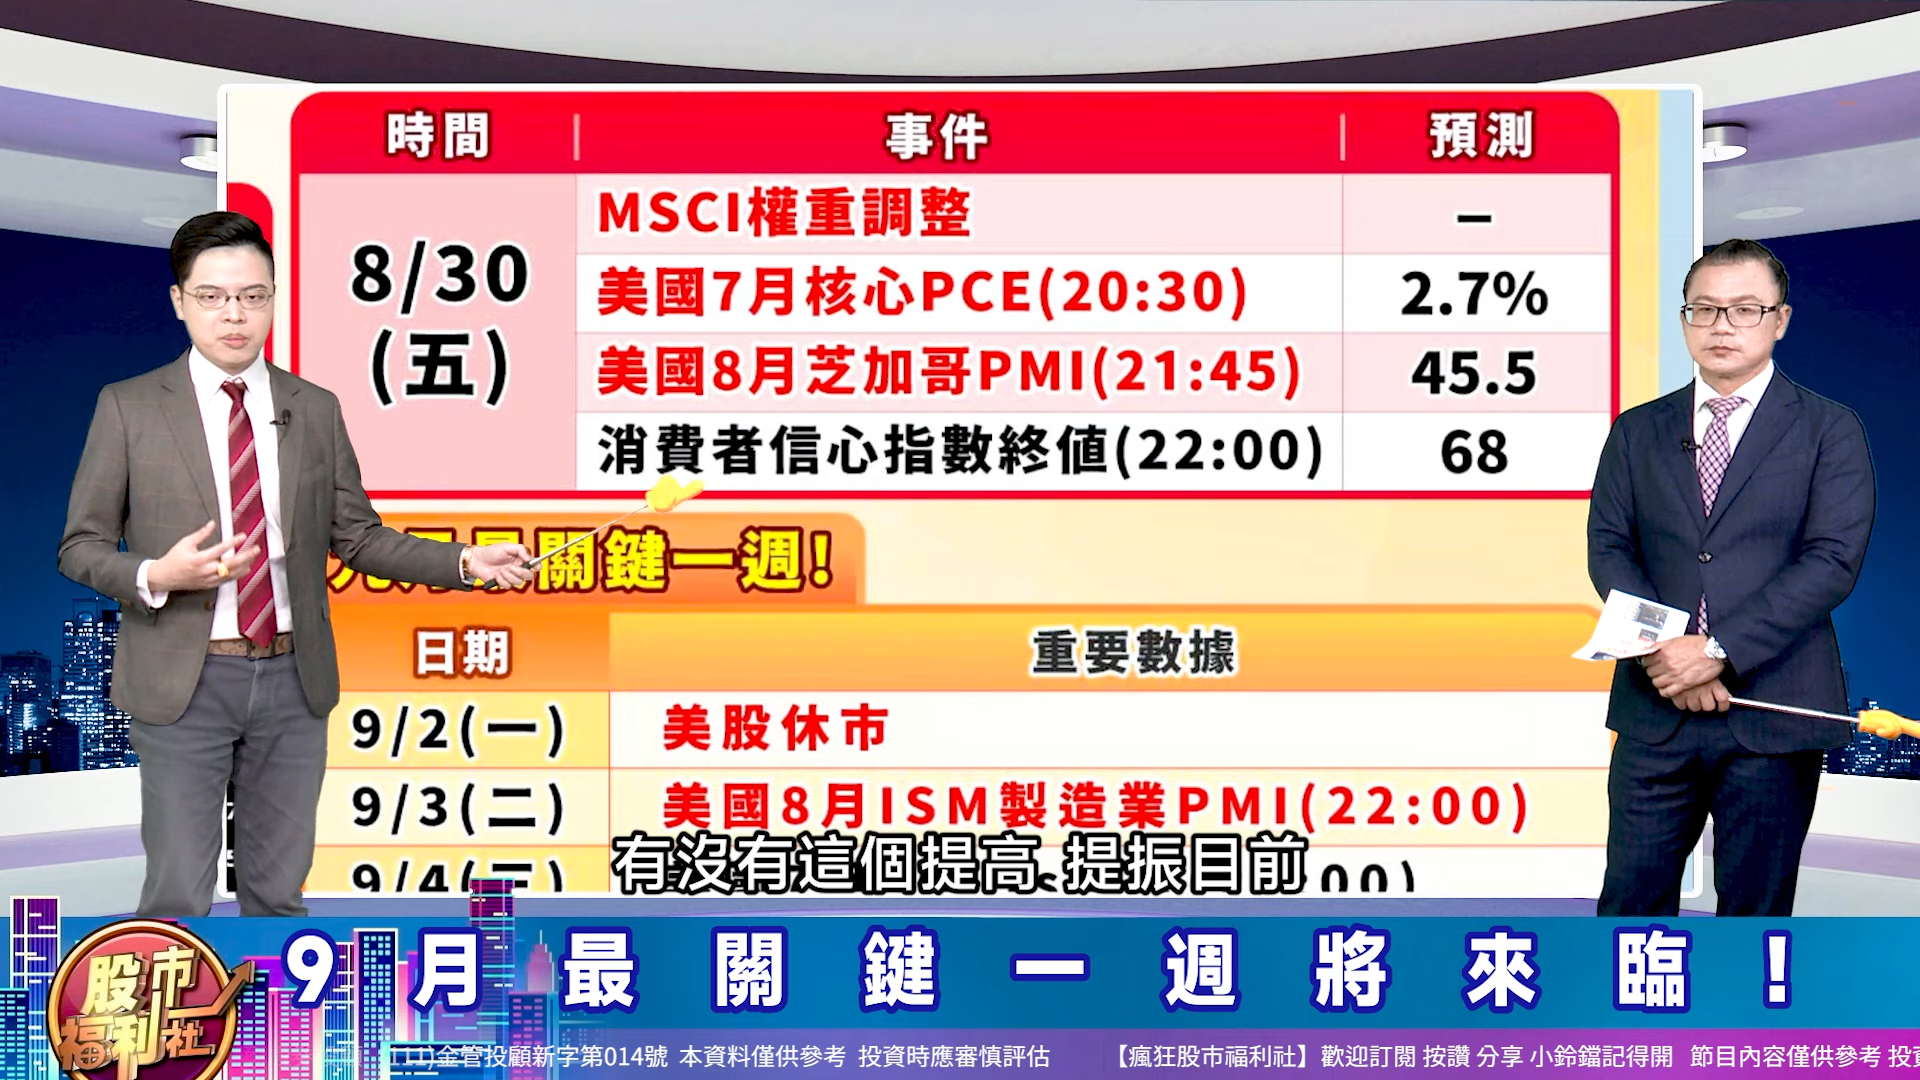 時間 事件 預測
8/30
(五)
MSCI權重調整 –
美國7月核心PCE(20:30) 2.7%
美國8月芝加哥PMI(21:45) 45.5
消費者信心指數終值(22:00) 68
關鍵一週!
日期 重要數據
9/2(一) 美股休市
9/3(二) 美國8月ISM製造業PMI(22:00)
9/4(三) 00)
有沒有這個提高 提振目前
9月最關鍵一週將來臨!
股市福利社
金管投顧新字第014號 本資料僅供參考 投資時應審慎評估 【瘋狂股市福利社】歡迎訂閱 按讚 分享 小鈴鐺記得開 節目內容僅供參考